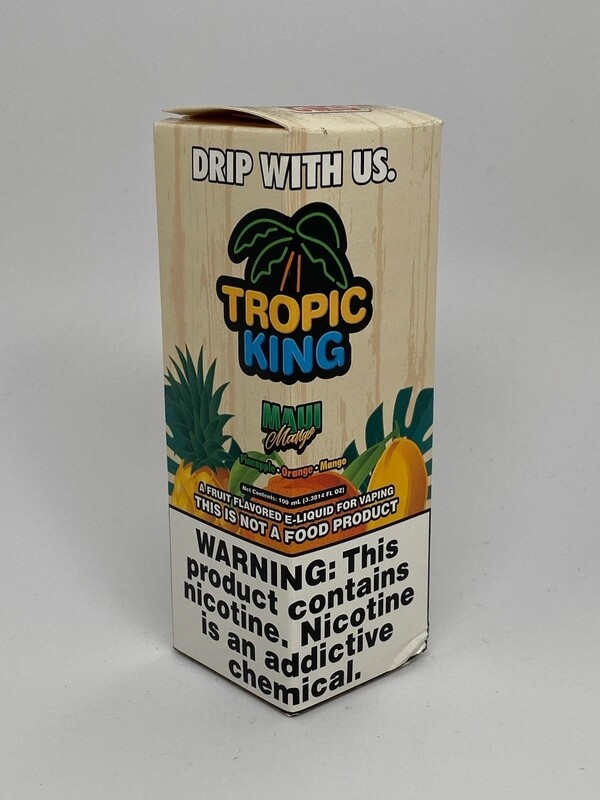 DRIP WITH US.
TROPIC
KING
MAUI
Mango
Pineapple • Orange • Mango
Net Contents: 100 mL (3.3814 FL OZ)
A FRUIT FLAVORED E-LIQUID FOR VAPING
THIS IS NOT A FOOD PRODUCT
WARNING: This
product contains
nicotine. Nicotine
is an addictive
chemical.